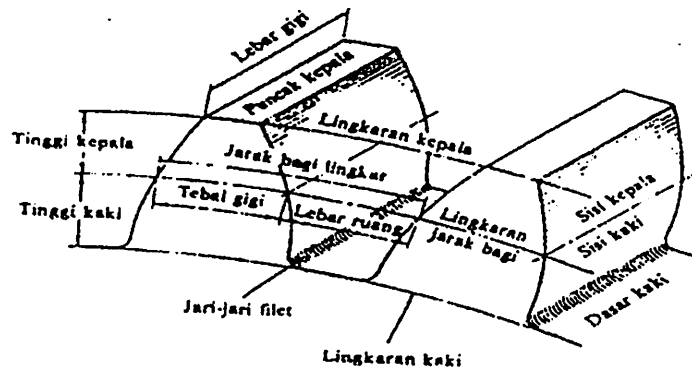 Lebar gigi
Puncak kepala
Lingkaran kepala
Tinggi kepala
Jarak bagi lingkar
Tinggi kaki
Tebal gigi
Lebar ruang
Lingkaran
jarak bagi
Sisi kepala
Sisi kaki
Dasar kaki
Jari-jari filet
Lingkaran kaki